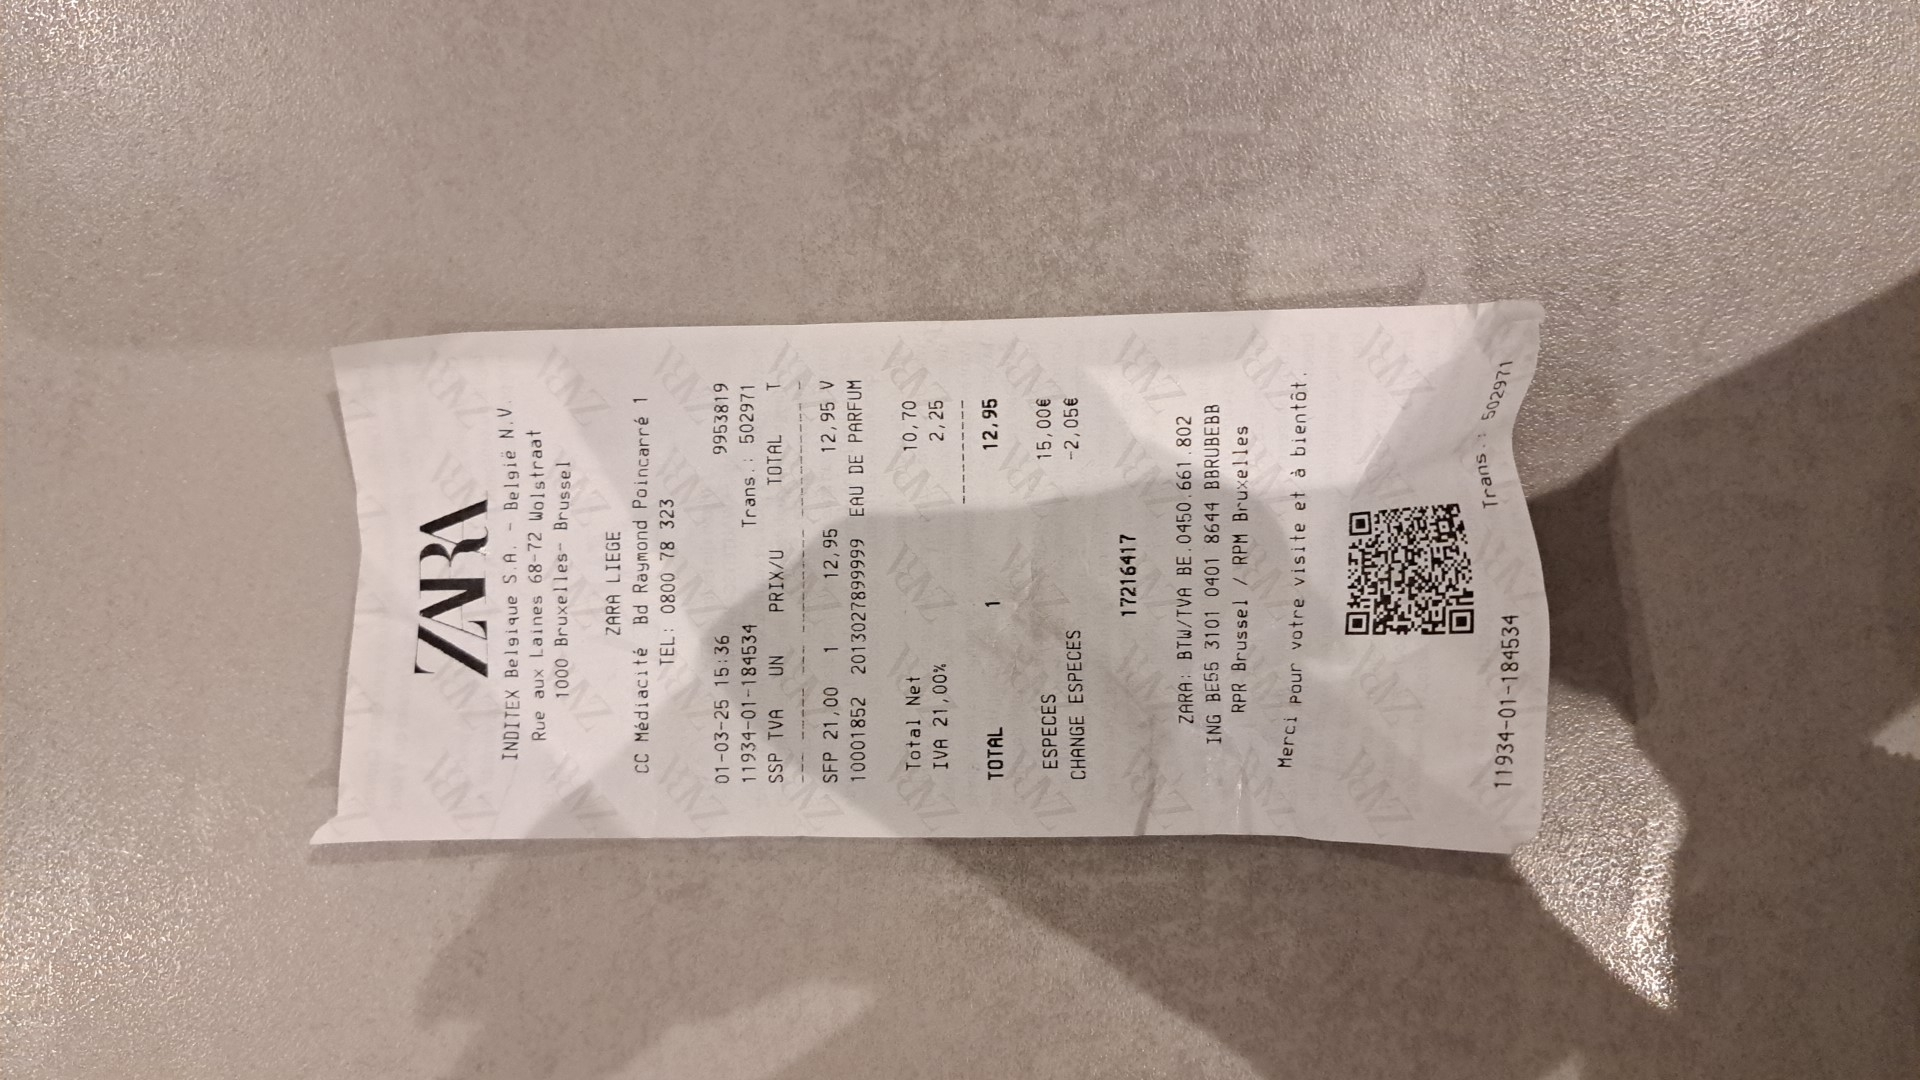 ZARA
INDITEX Belgique S.A. - België N.V.
Rue aux Laines 68-72 Wolstraat
1000 Bruxelles- Brussel
ZARA LIEGE
CC Médiacité Bd Raymond Poincarré 1
TEL: 0800 78 323
01-03-25 15:36 9953819
11934-01-184534 Trans.: 502971
SSP TVA UN PRIX/U TOTAL T
SFP 21,00 1 12,95 12,95 V
10001852 20130278999999 EAU DE PARFUM
Total Net 10,70
IVA 21,00% 2,25
TOTAL 1 12,95
ESPECES 15,00€
CHANGE ESPECES -2,05€
17216417
ZARA: BTW/TVA BE.0450.661.802
ING BE55 3101 0401 8644 BBRUBEBB
RPR Brussel / RPM Bruxelles
Merci pour votre visite et à bientôt.
11934-01-184534 Trans.: 502971